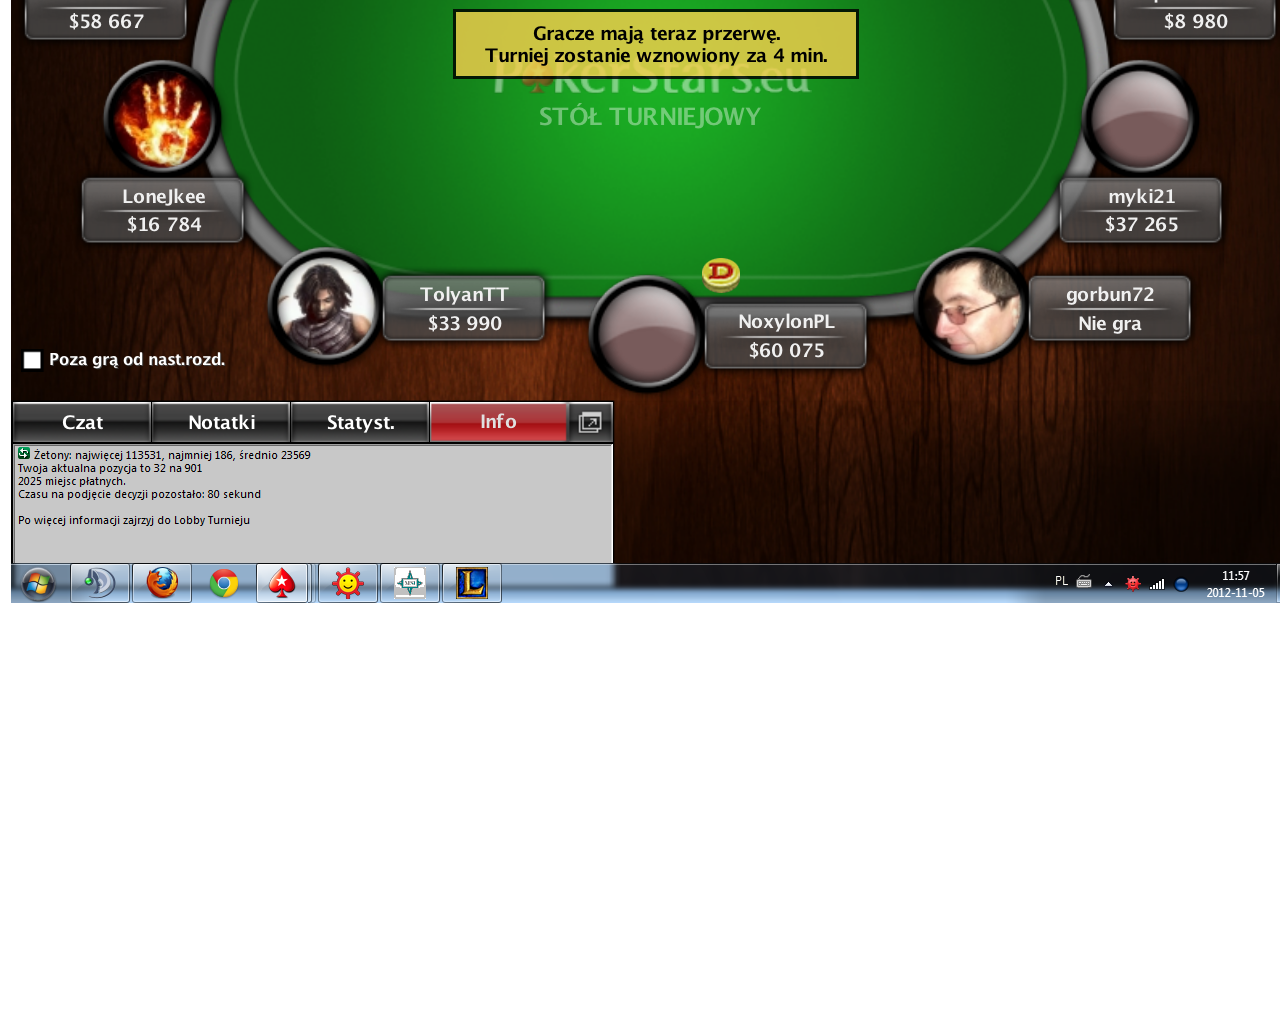 $58 667
$8 980
Gracze mają teraz przerwę.
Turniej zostanie wznowiony za 4 min.
PokerStars.eu
STÓŁ TURNIEJOWY
LoneJkee
$16 784
myki21
$37 265
TolyanTT
$33 990
D
NoxylonPL
$60 075
gorbun72
Nie gra
Poza grą od nast.rozd.
Czat
Notatki
Statyst.
Info
Żetony: najwięcej 113531, najmniej 186, średnio 23569
Twoja aktualna pozycja to 32 na 901
2025 miejsc płatnych.
Czasu na podjęcie decyzji pozostało: 80 sekund
Po więcej informacji zajrzyj do Lobby Turnieju
MSI
L
PL
11:57
2012-11-05